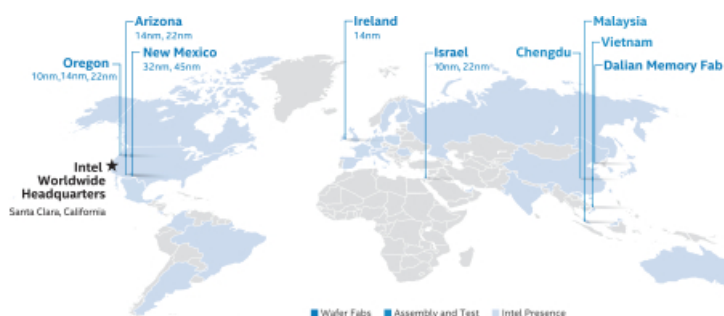 Arizona
14nm, 22nm
New Mexico
32nm, 45nm
Oregon
10nm, 14nm, 22nm
Intel
Worldwide
Headquarters
Santa Clara, California
Ireland
14nm
Israel
10nm, 22nm
Chengdu
Malaysia
Vietnam
Dalian Memory Fab
Wafer Fabs Assembly and Test Intel Presence